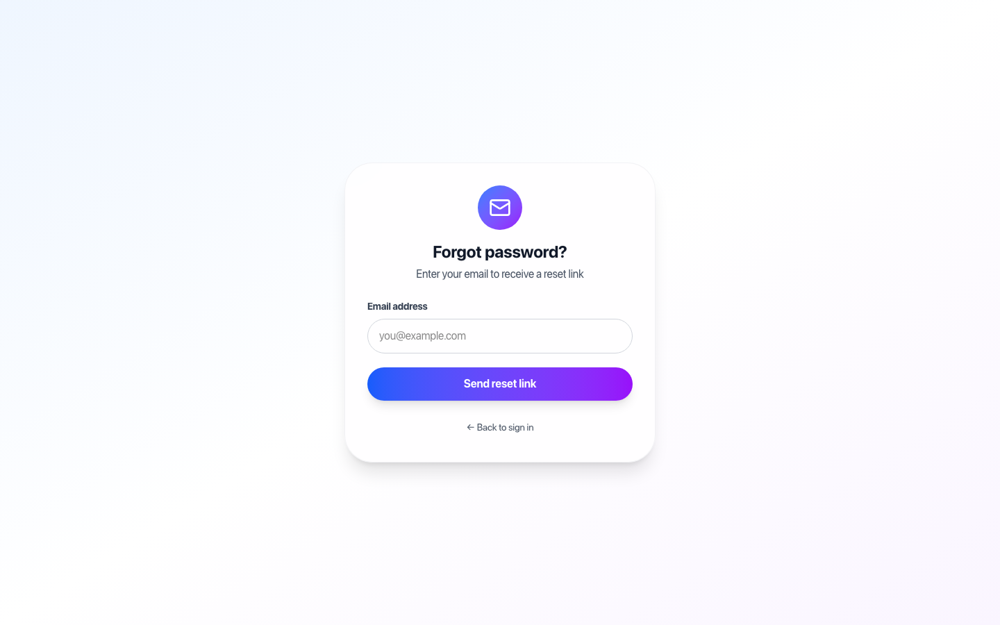 Forgot password?
Enter your email to receive a reset link
Email address
you@example.com
Send reset link
← Back to sign in